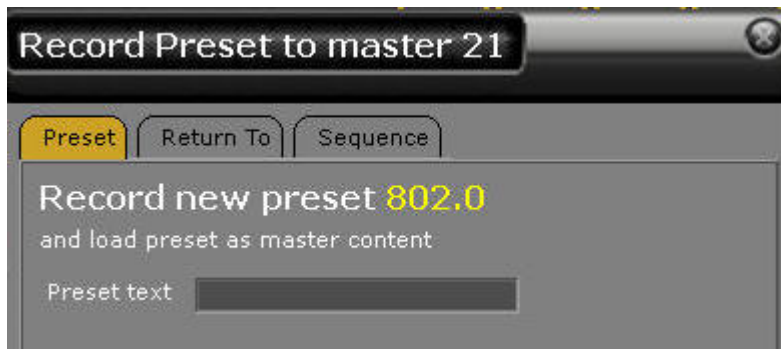 Record Preset to master 21
Preset Return To Sequence
Record new preset 802.0
and load preset as master content
Preset text